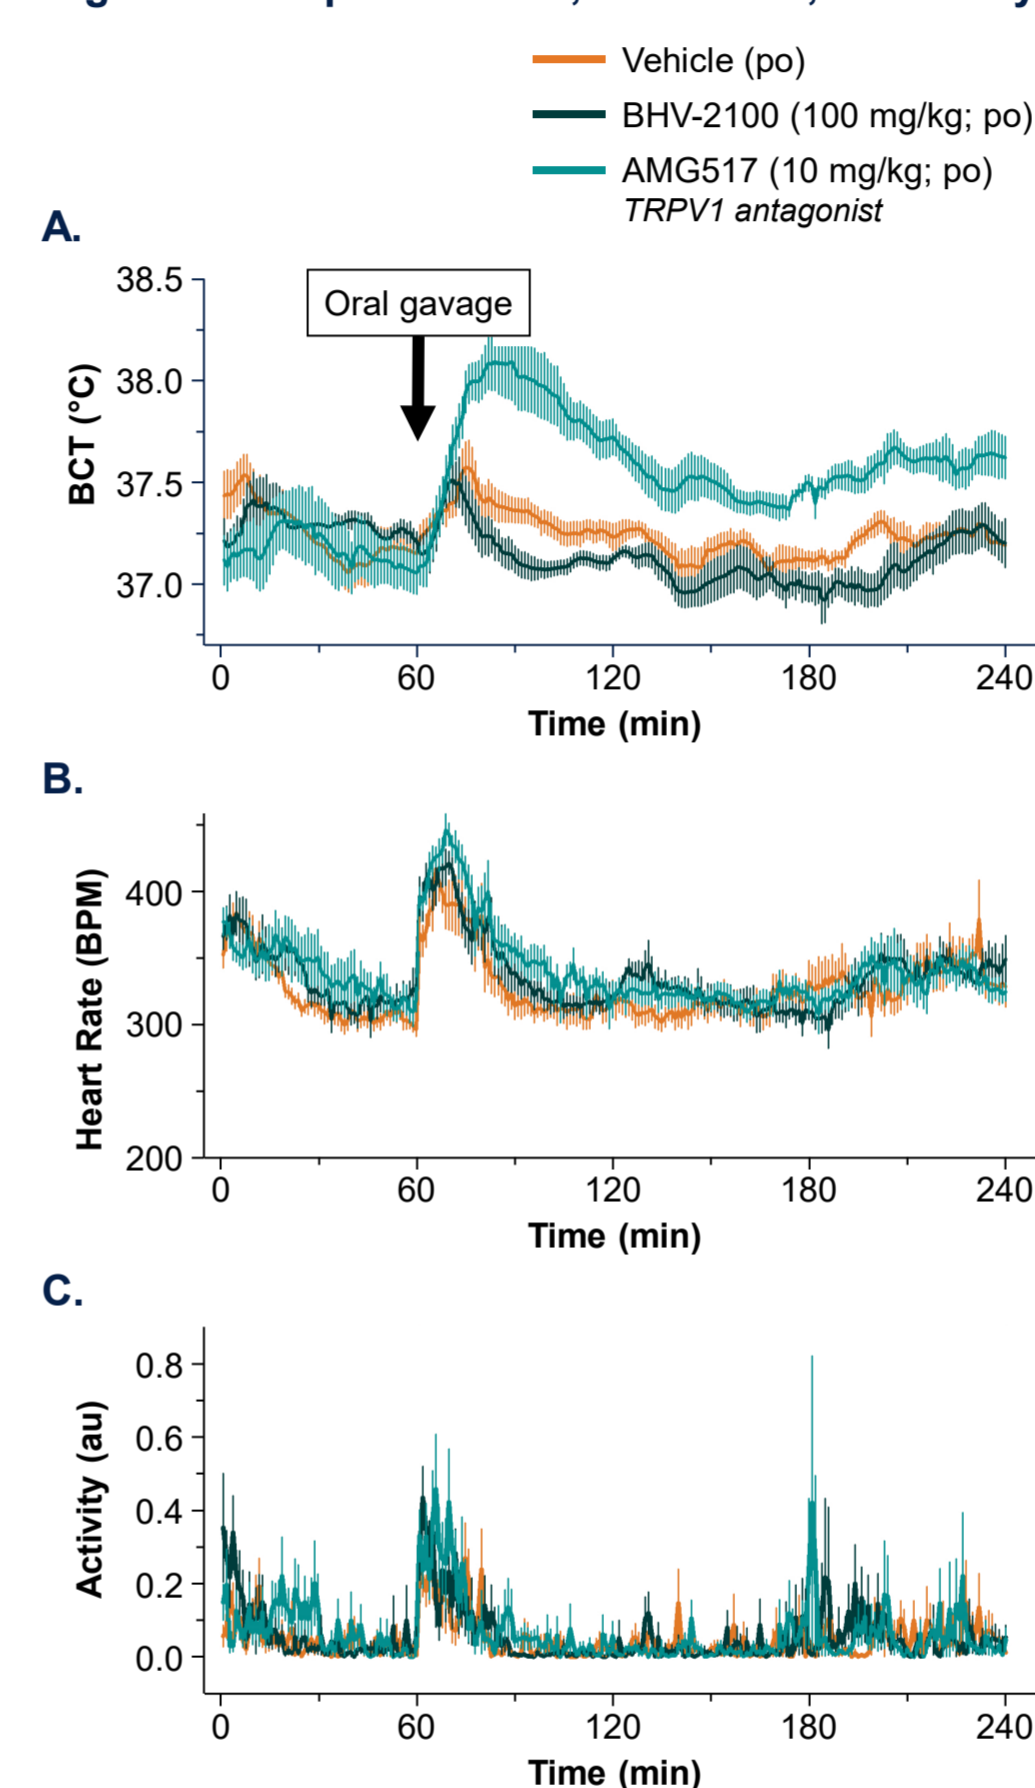 Vehicle (po)
BHV-2100 (100 mg/kg; po)
AMG517 (10 mg/kg; po)
TRPV1 antagonist
A.
Oral gavage
BCT (°C)
38.5
38.0
37.5
37.0
0 60 120 180 240
Time (min)
B.
Heart Rate (BPM)
400
300
200
0 60 120 180 240
Time (min)
C.
Activity (au)
0.8
0.6
0.4
0.2
0.0
0 60 120 180 240
Time (min)